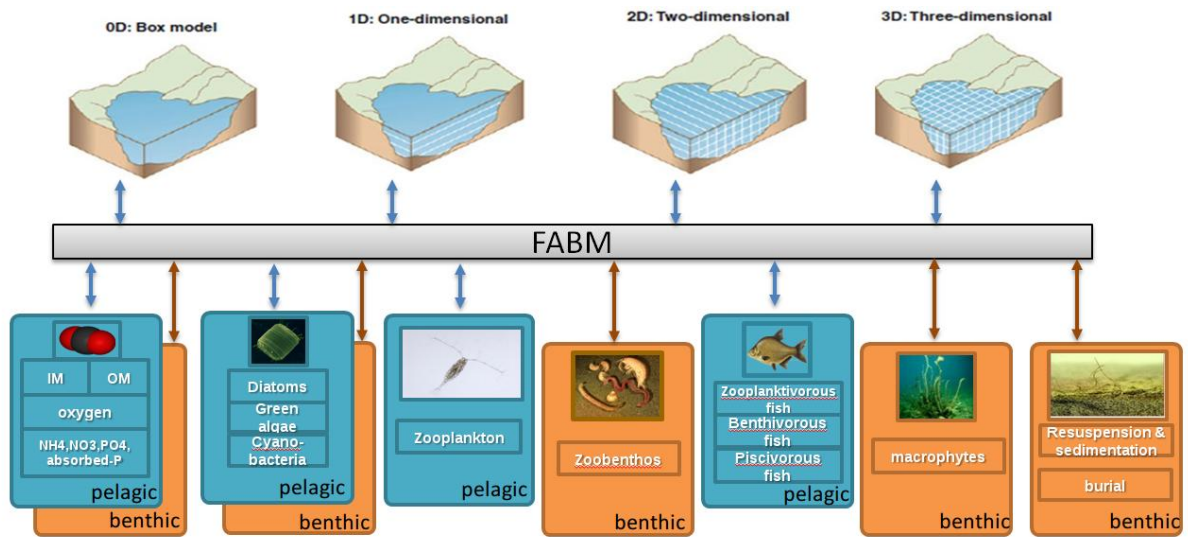 0D: Box model
1D: One-dimensional
2D: Two-dimensional
3D: Three-dimensional
FABM
IM
OM
oxygen
NH4,NO3,PO4,
absorbed-P
pelagic
benthic
Diatoms
Green
algae
Cyano-
bacteria
pelagic
benthic
Zooplankton
pelagic
Zoobenthos
benthic
Zooplanktivorous
fish
Benthivorous
fish
Piscivorous
fish
pelagic
macrophytes
benthic
Resuspension &
sedimentation
burial
benthic